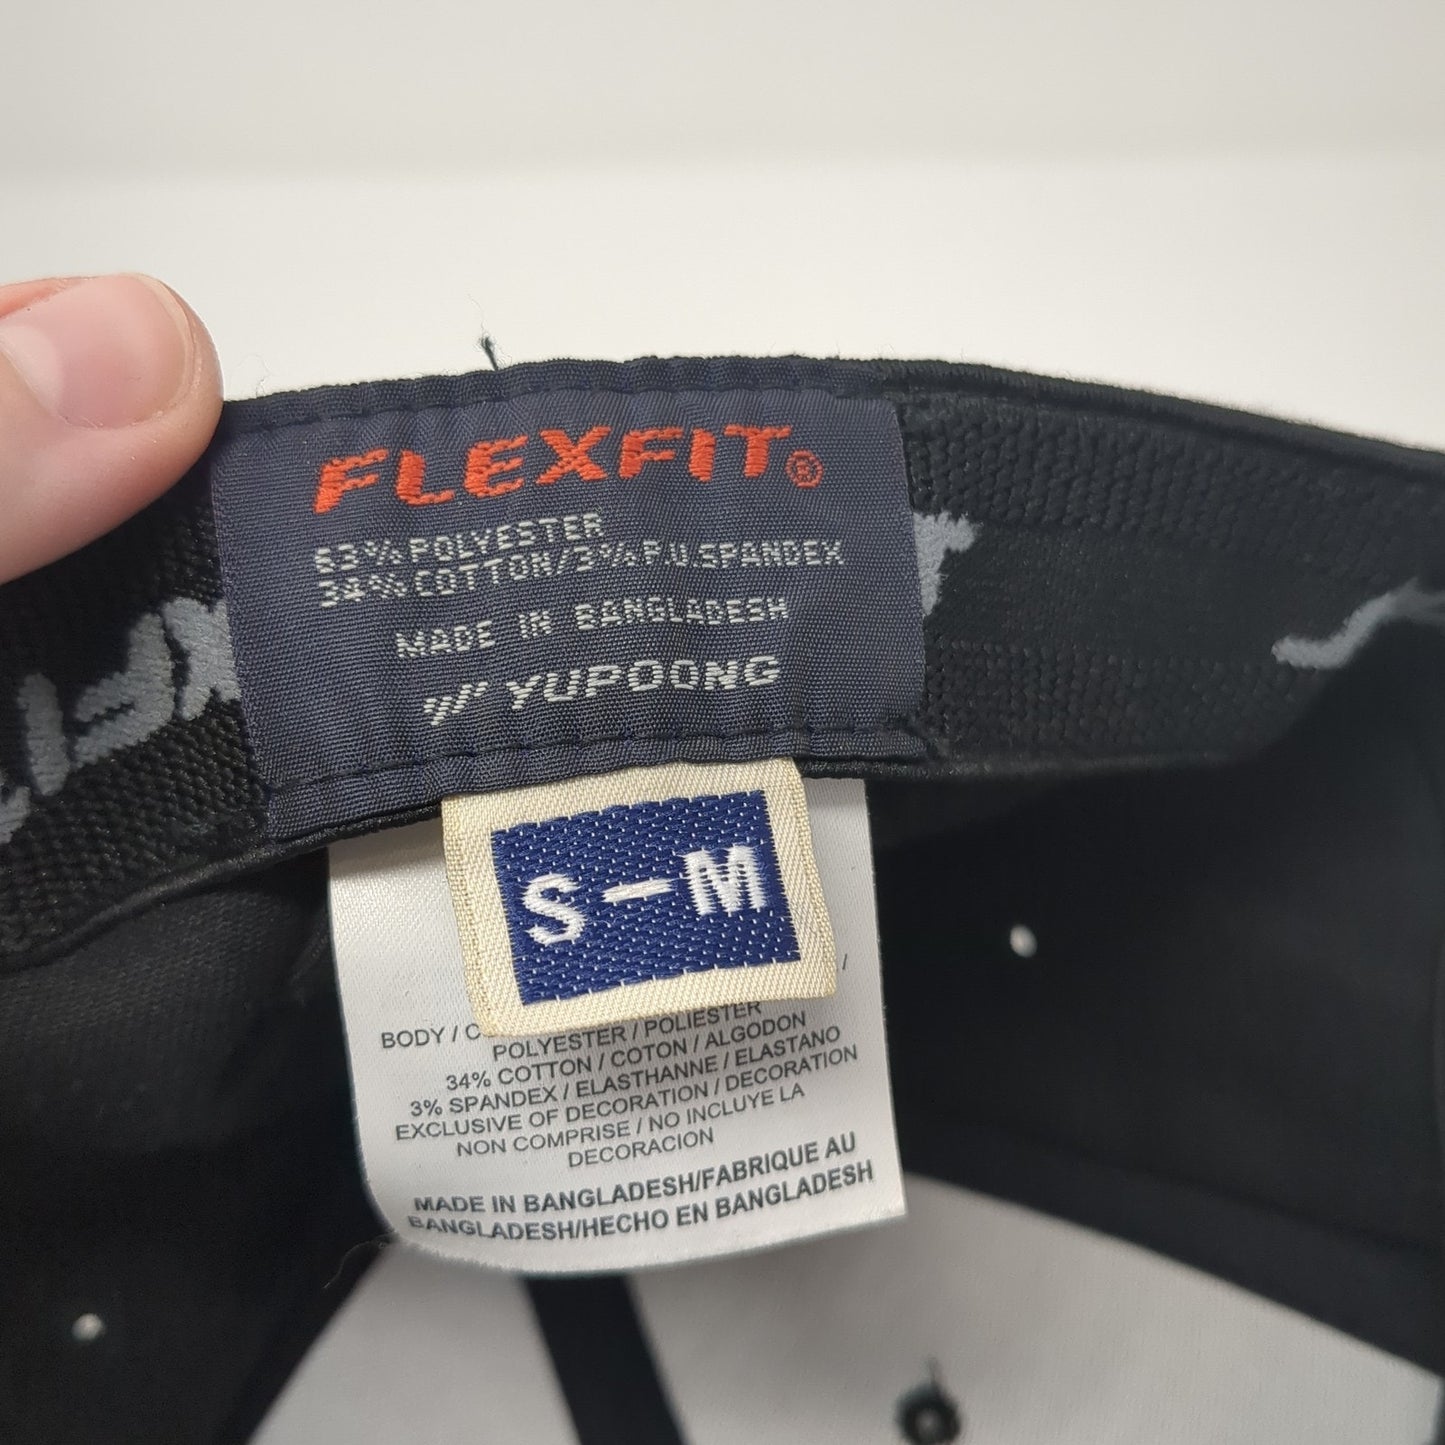 FLEXFIT®
63% POLYESTER
34% COTTON/3% P.U.SPANDEX
MADE IN BANGLADESH
YUPOONG
S-M
BODY /
POLYESTER / POLIESTER
34% COTTON / COTON / ALGODON
3% SPANDEX / ELASTHANNE / ELASTANO
EXCLUSIVE OF DECORATION / DECORATION
NON COMPRISE / NO INCLUYE LA
DECORACION
MADE IN BANGLADESH/FABRIQUE AU
BANGLADESH/HECHO EN BANGLADESH